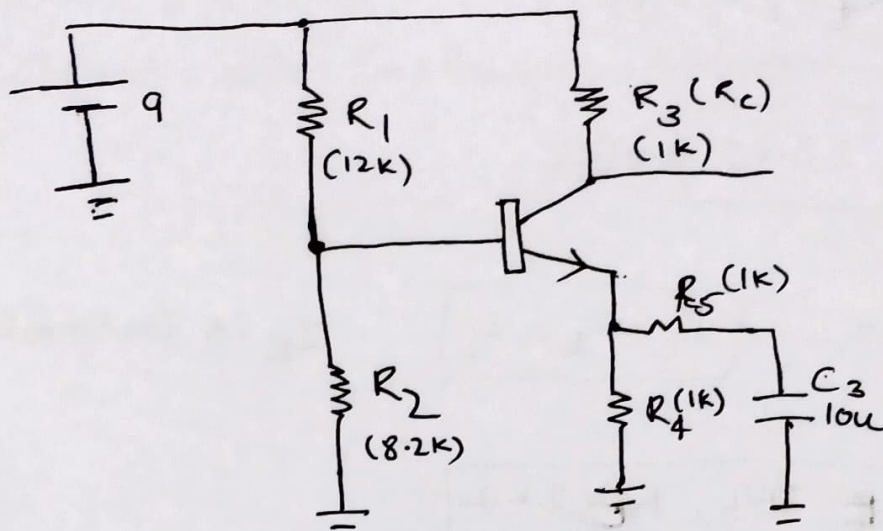 9
R1
(12K)
R3 (Rc)
(1K)
R5 (1K)
R2
(8.2K)
R4 (1K)
C3
10u